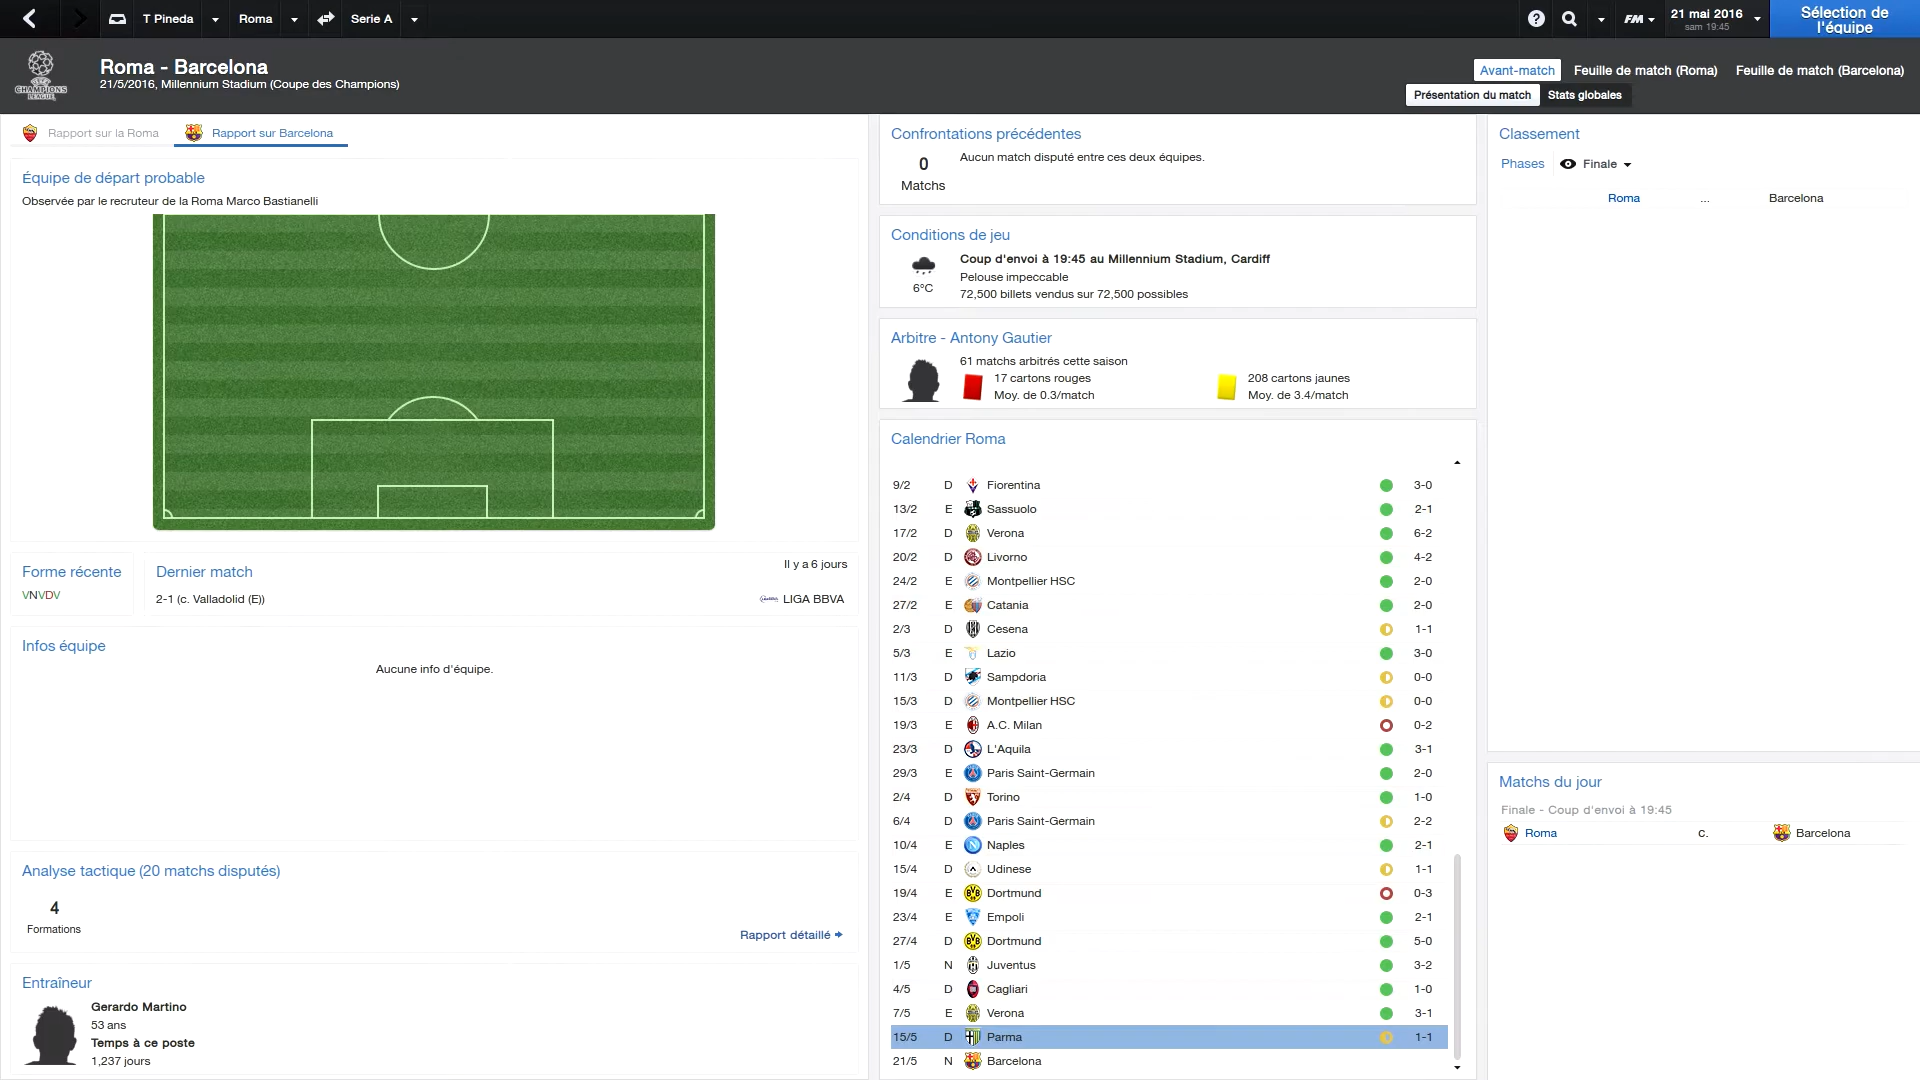 T Pineda
Roma
Serie A
FM
21 mai 2016
sam 19:45
Sélection de
l'équipe
CHAMPIONS
LEAGUE
Roma - Barcelona
21/5/2016, Millennium Stadium (Coupe des Champions)
Avant-match
Feuille de match (Roma)
Feuille de match (Barcelona)
Présentation du match
Stats globales
Rapport sur la Roma
Rapport sur Barcelona
Équipe de départ probable
Observée par le recruteur de la Roma Marco Bastianelli
Forme récente
VNVDV
Dernier match
Il y a 6 jours
2-1 (c. Valladolid (E))
LIGA BBVA
Infos équipe
Aucune info d'équipe.
Analyse tactique (20 matchs disputés)
4
Formations
Rapport détaillé
Entraîneur
Gerardo Martino
53 ans
Temps à ce poste
1,237 jours
Confrontations précédentes
0
Matchs
Aucun match disputé entre ces deux équipes.
Conditions de jeu
6°C
Coup d'envoi à 19:45 au Millennium Stadium, Cardiff
Pelouse impeccable
72,500 billets vendus sur 72,500 possibles
Arbitre - Antony Gautier
61 matchs arbitrés cette saison
17 cartons rouges
Moy. de 0.3/match
208 cartons jaunes
Moy. de 3.4/match
Calendrier Roma
9/2 D Fiorentina 3-0
13/2 E Sassuolo 2-1
17/2 D Verona 6-2
20/2 D Livorno 4-2
24/2 E Montpellier HSC 2-0
27/2 E Catania 2-0
2/3 D Cesena 1-1
5/3 E Lazio 3-0
11/3 D Sampdoria 0-0
15/3 D Montpellier HSC 0-0
19/3 E A.C. Milan 0-2
23/3 D L'Aquila 3-1
29/3 E Paris Saint-Germain 2-0
2/4 D Torino 1-0
6/4 D Paris Saint-Germain 2-2
10/4 E Naples 2-1
15/4 D Udinese 1-1
19/4 E Dortmund 0-3
23/4 E Empoli 2-1
27/4 D Dortmund 5-0
1/5 N Juventus 3-2
4/5 D Cagliari 1-0
7/5 E Verona 3-1
15/5 D Parma 1-1
21/5 N Barcelona
Classement
Phases
Finale
Roma ... Barcelona
Matchs du jour
Finale - Coup d'envoi à 19:45
Roma c. Barcelona